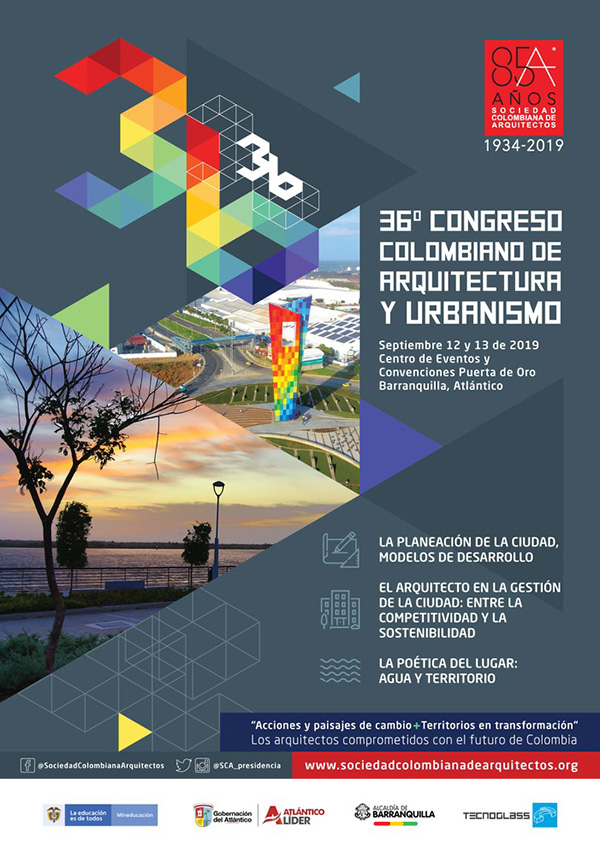 36
36
85A
AÑOS
SOCIEDAD
COLOMBIANA DE
ARQUITECTOS
1934-2019
36º CONGRESO
COLOMBIANO DE
ARQUITECTURA
Y URBANISMO
Septiembre 12 y 13 de 2019
Centro de Eventos y
Convenciones Puerta de Oro
Barranquilla, Atlántico
LA PLANEACIÓN DE LA CIUDAD,
MODELOS DE DESARROLLO
EL ARQUITECTO EN LA GESTIÓN
DE LA CIUDAD: ENTRE LA
COMPETITIVIDAD Y LA
SOSTENIBILIDAD
LA POÉTICA DEL LUGAR:
AGUA Y TERRITORIO
"Acciones y paisajes de cambio+Territorios en transformación"
Los arquitectos comprometidos con el futuro de Colombia
@SociedadColombianaArquitectos
@SCA_presidencia
www.sociedadcolombianadearquitectos.org
La educación
es de todos
Mineducación
Gobernación
del Atlántico
ATLÁNTICO
LÍDER
ALCALDÍA DE
BARRANQUILLA
TECNOGLASS